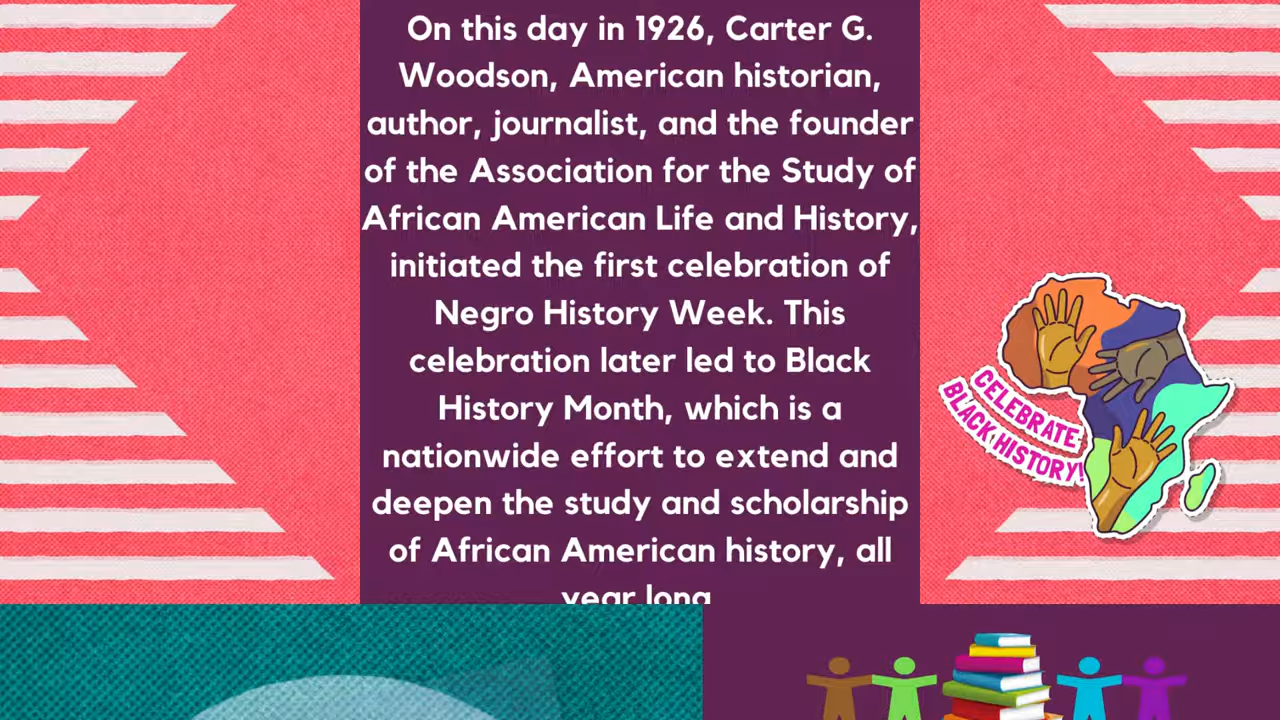 On this day in 1926, Carter G.
Woodson, American historian,
author, journalist, and the founder
of the Association for the Study of
African American Life and History,
initiated the first celebration of
Negro History Week. This
celebration later led to Black
History Month, which is a
nationwide effort to extend and
deepen the study and scholarship
of African American history, all
year long
CELEBRATE
BLACK HISTORY!